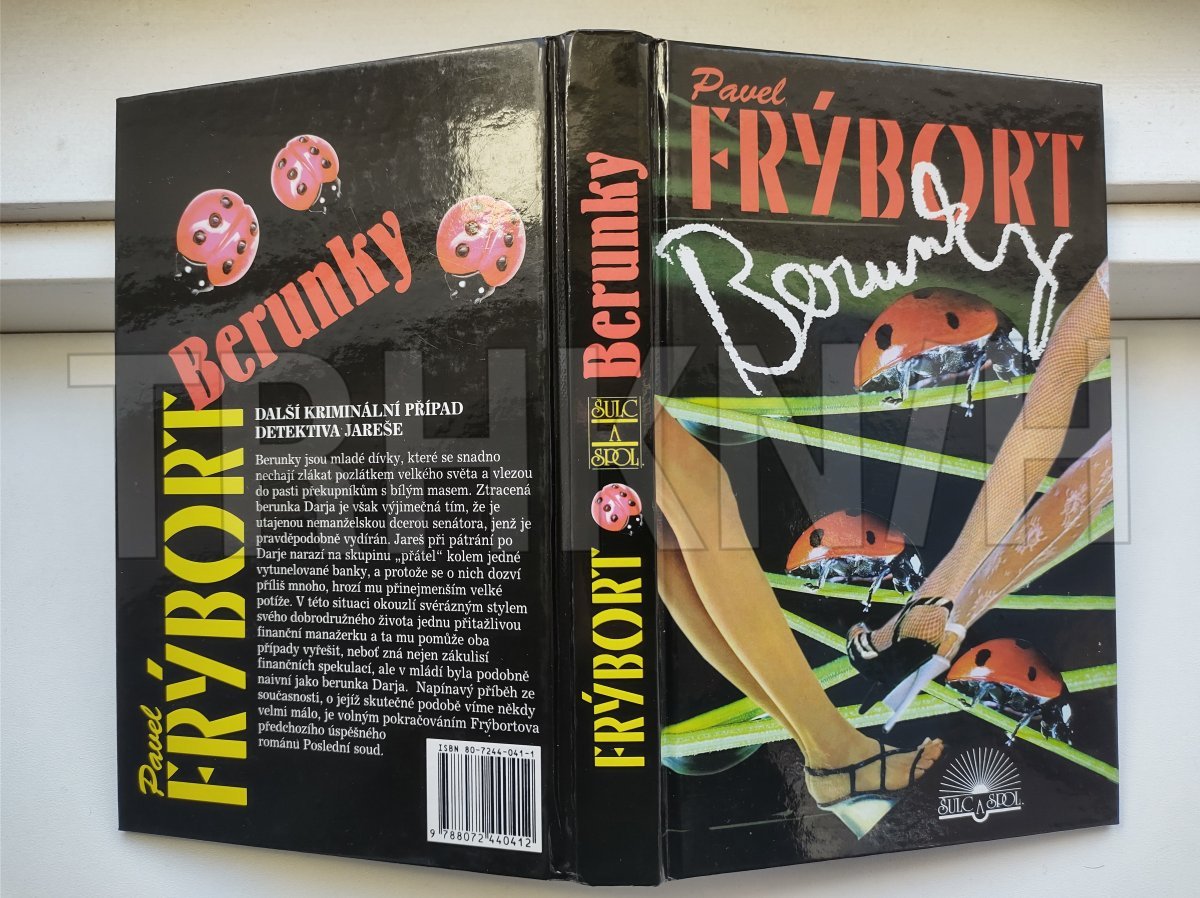 Berunky
Pavel
FRÝBORT
DALŠÍ KRIMINÁLNÍ PŘÍPAD
DETEKTIVA JAREŠE
Berunky jsou mladé dívky, které se snadno
nechají zlákat pozlátkem velkého světa a vlezou
do pasti překupníkům s bílým masem. Ztracená
berunka Darja je však výjimečná tím, že je
utajenou nemanželskou dcerou senátora, jenž je
pravděpodobně vydírán. Jareš při pátrání po
Darje narazí na skupinu „přátel“ kolem jedné
vytunelované banky, a protože se o nich dozví
příliš mnoho, hrozí mu přinejmenším velké
potíže. V této situaci okouzlí svérázným stylem
svého dobrodružného života jednu přitažlivou
finanční manažerku a ta mu pomůže oba
případy vyřešit, neboť zná nejen zákulisí
finančních spekulací, ale v mládí byla podobně
naivní jako berunka Darja. Napínavý příběh ze
současnosti, o jejíž skutečné podobě víme někdy
velmi málo, je volným pokračováním Frýbortova
předchozího úspěšného
románu Poslední soud.
ISBN 80-7244-041-1
9 788072 440412
Berunky
ŠULC
A
SPOL.
FRÝBORT
Pavel
FRÝBORT
Berunky
ŠULC A SPOL.
TRHKNIH